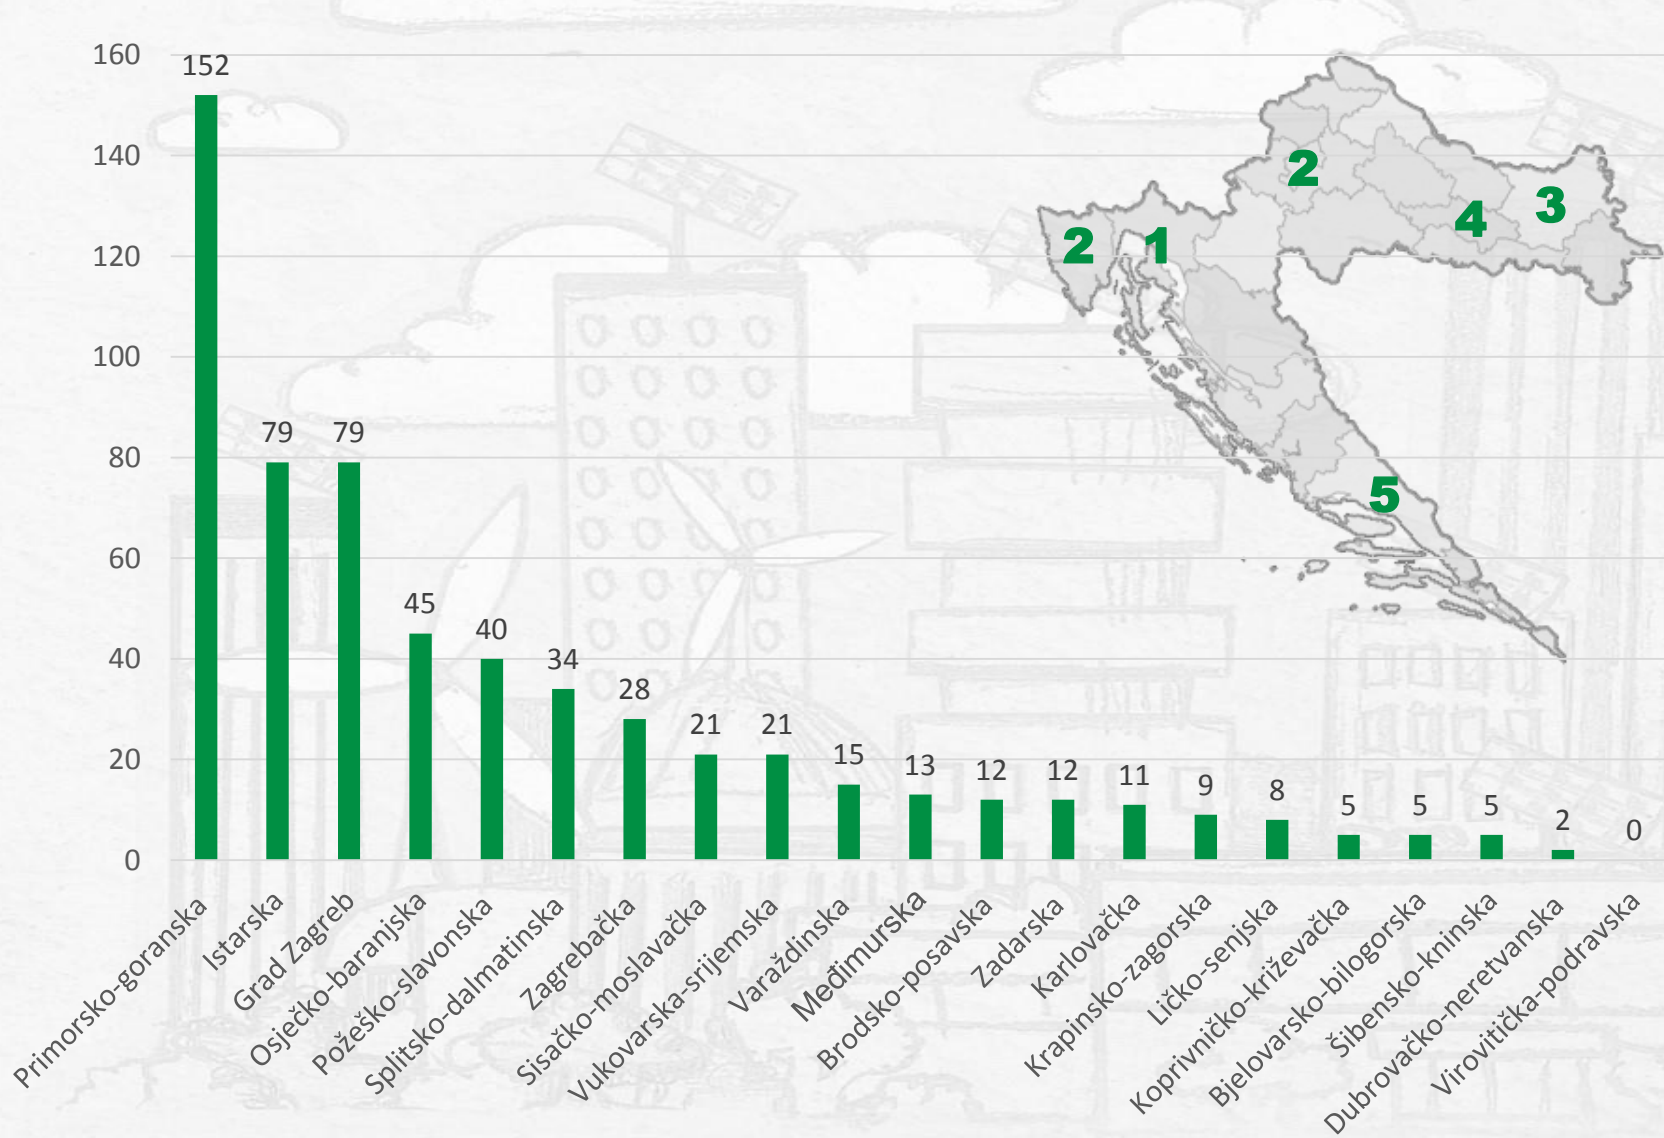 160
140
120
100
80
60
40
20
0
152
79
79
45
40
34
28
21
21
15
13
12
12
11
9
8
5
5
5
2
0
Primorsko-goranska
Istarska
Grad Zagreb
Osječko-baranjska
Požeško-slavonska
Splitsko-dalmatinska
Zagrebačka
Sisačko-moslavačka
Vukovarska-srijemska
Varaždinska
Međimurska
Brodsko-posavska
Zadarska
Karlovačka
Krapinsko-zagorska
Ličko-senjska
Koprivničko-križevačka
Bjelovarsko-bilogorska
Šibensko-kninska
Dubrovačko-neretvanska
Virovitička-podravska
2
3
4
2
1
5